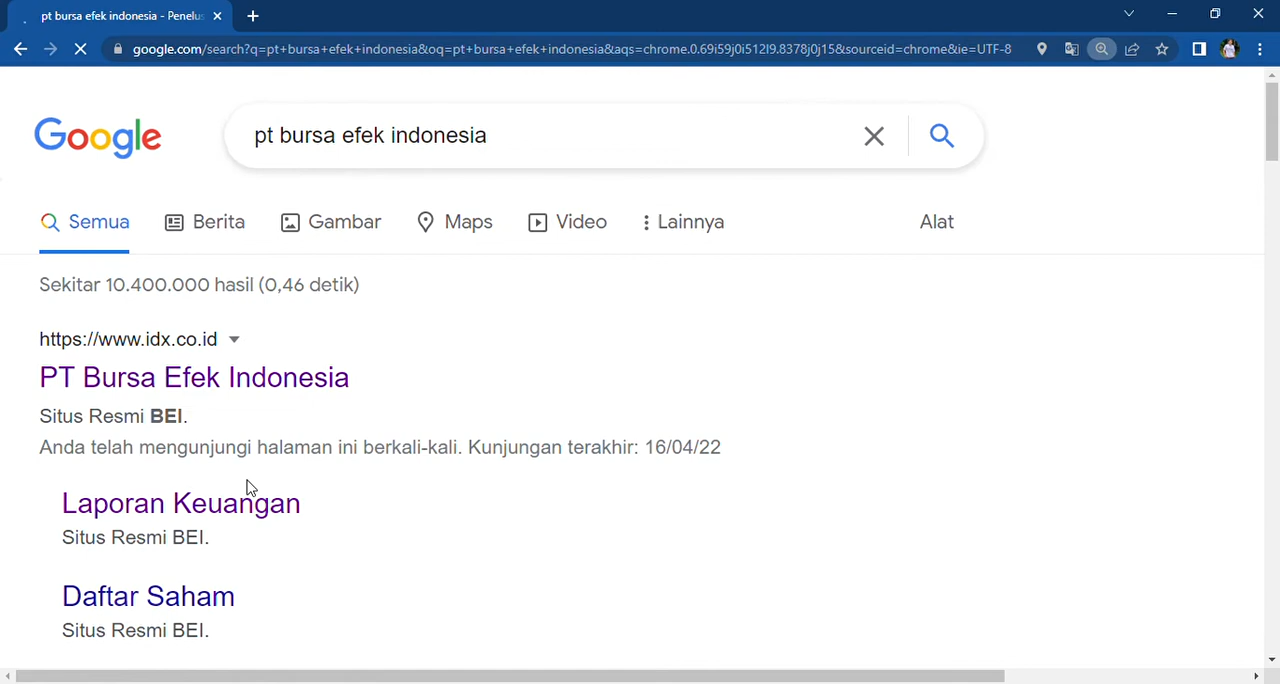 pt bursa efek indonesia - Penelus
google.com/search?q=pt+bursa+efek+indonesia&oq=pt+bursa+efek+indonesia&aqs=chrome.0.69i59j0i512l9.8378j0j15&sourceid=chrome&ie=UTF-8
Google
pt bursa efek indonesia
Semua Berita Gambar Maps Video Lainnya Alat
Sekitar 10.400.000 hasil (0,46 detik)
https://www.idx.co.id
PT Bursa Efek Indonesia
Situs Resmi BEI.
Anda telah mengunjungi halaman ini berkali-kali. Kunjungan terakhir: 16/04/22
Laporan Keuangan
Situs Resmi BEI.
Daftar Saham
Situs Resmi BEI.